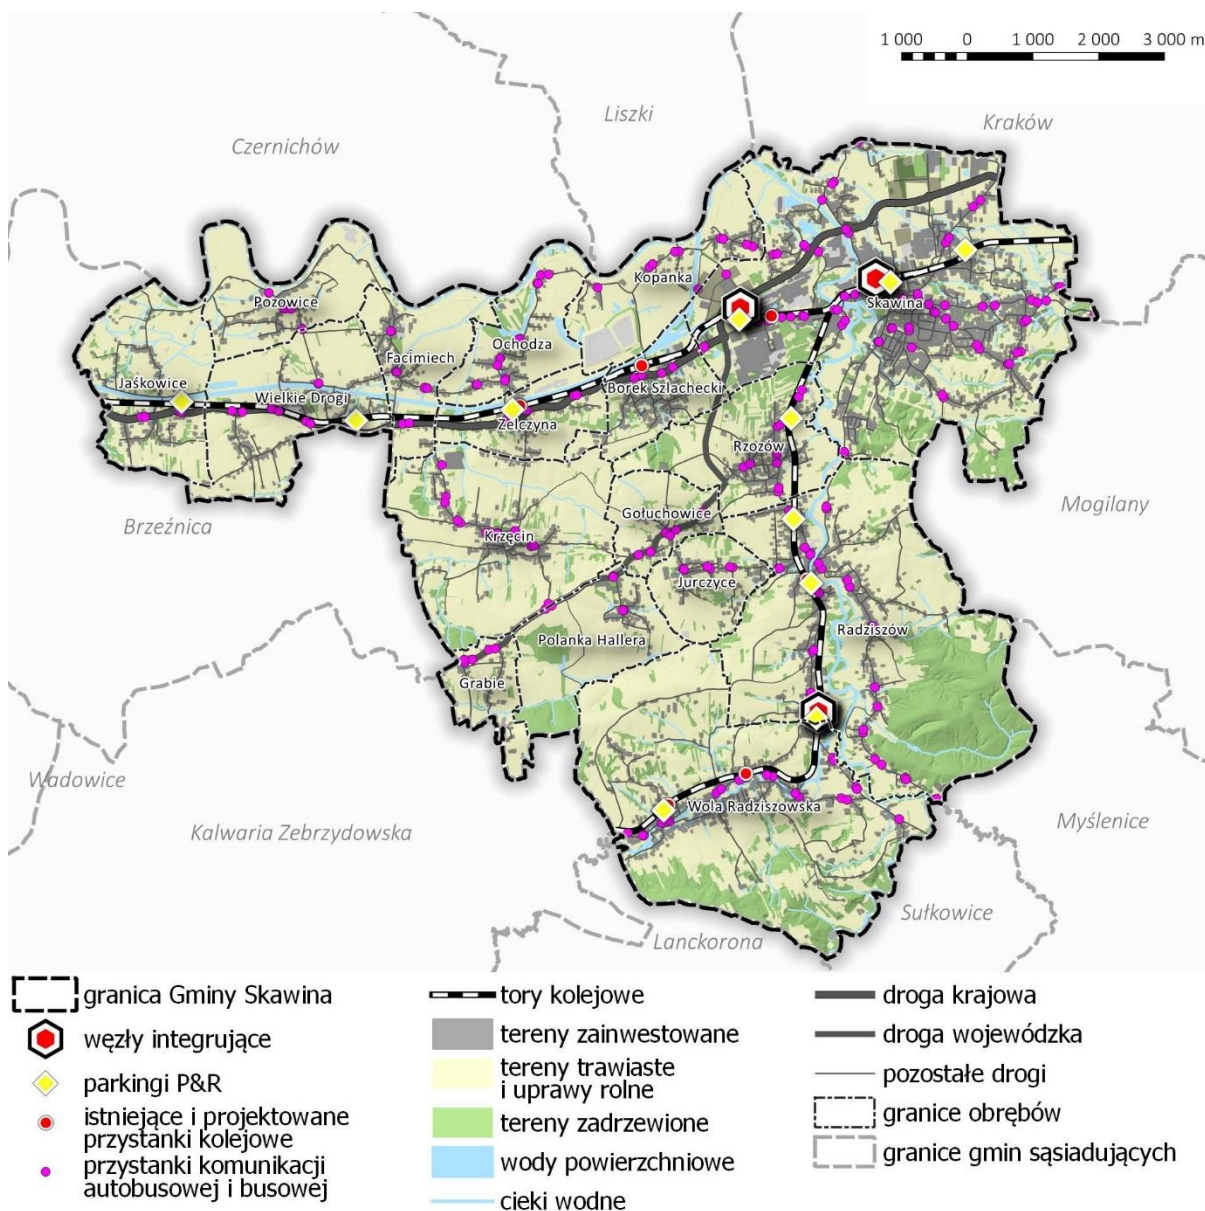 1 000 0 1 000 2 000 3 000 m
Liszki
Kraków
Czernichów
Kopanka
Skawina
Pozowice
Ochodza
Facimiech
Jaśkowice
Borek Szlachecki
Wielkie Drogi
Zelczyna
Rzozów
Mogilany
Gołuchowice
Brzeźnica
Krzęcin
Jurczyce
Radziszów
Polanka Hallera
Grabie
Wadowice
Wola Radziszowska
Kalwaria Zebrzydowska
Myślenice
Sułkowice
Lanckorona
granica Gminy Skawina
węzły integrujące
parkingi P&R
istniejące i projektowane
przystanki kolejowe
przystanki komunikacji
autobusowej i busowej
tory kolejowe
tereny zainwestowane
tereny trawiaste
i uprawy rolne
tereny zadrzewione
wody powierzchniowe
cieki wodne
droga krajowa
droga wojewódzka
pozostałe drogi
granice obrębów
granice gmin sąsiadujących